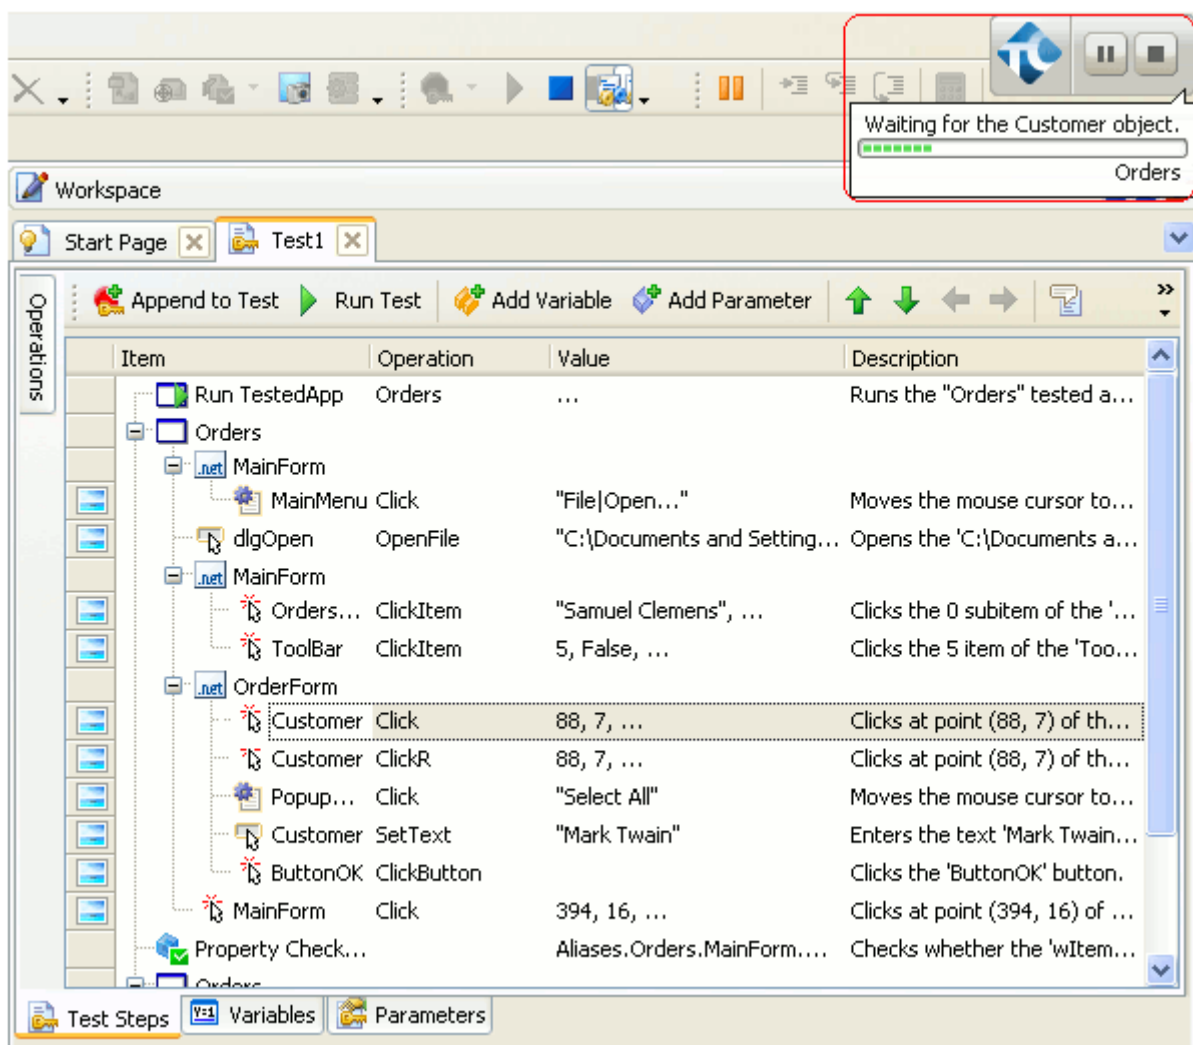 TC
Waiting for the Customer object.
Orders
Workspace
Start Page Test1
Operations
Append to Test Run Test Add Variable Add Parameter
Item Operation Value Description
Run TestedApp Orders ... Runs the "Orders" tested a...
Orders
.net MainForm
MainMenu Click "File|Open..." Moves the mouse cursor to...
dlgOpen OpenFile "C:\Documents and Setting... Opens the 'C:\Documents a...
.net MainForm
Orders... ClickItem "Samuel Clemens", ... Clicks the 0 subitem of the '...
ToolBar ClickItem 5, False, ... Clicks the 5 item of the 'Too...
.net OrderForm
Customer Click 88, 7, ... Clicks at point (88, 7) of th...
Customer ClickR 88, 7, ... Clicks at point (88, 7) of th...
Popup... Click "Select All" Moves the mouse cursor to...
Customer SetText "Mark Twain" Enters the text 'Mark Twain...
ButtonOK ClickButton Clicks the 'ButtonOK' button.
MainForm Click 394, 16, ... Clicks at point (394, 16) of ...
Property Check... Aliases.Orders.MainForm.... Checks whether the 'wItem...
Orders
Test Steps Y=1 Variables Parameters